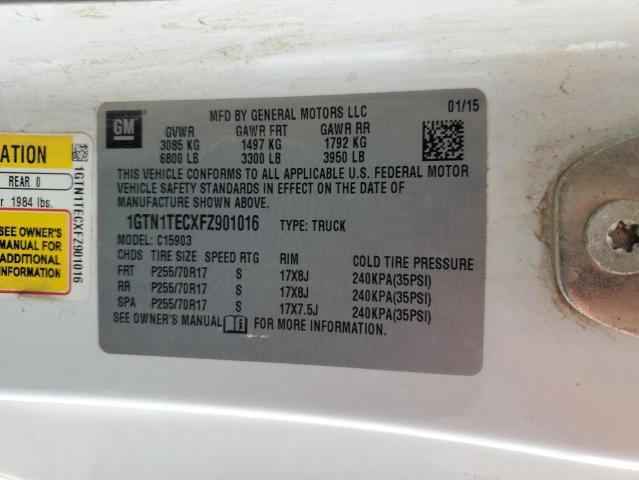 GM
MFD BY GENERAL MOTORS LLC 01/15
GVWR GAWR FRT GAWR RR
3085 KG 1497 KG 1792 KG
6800 LB 3300 LB 3950 LB
THIS VEHICLE CONFORMS TO ALL APPLICABLE U.S. FEDERAL MOTOR
VEHICLE SAFETY STANDARDS IN EFFECT ON THE DATE OF
MANUFACTURE SHOWN ABOVE.
1GTN1TECXFZ901016 TYPE: TRUCK
MODEL: C15903
CHDS TIRE SIZE SPEED RTG RIM COLD TIRE PRESSURE
FRT P255/70R17 S 17X8J 240KPA(35PSI)
RR P255/70R17 S 17X8J 240KPA(35PSI)
SPA P255/70R17 S 17X7.5J 240KPA(35PSI)
SEE OWNER'S MANUAL FOR MORE INFORMATION.
ATION
REAR 0
r 1984 lbs.
SEE OWNER'S
MANUAL FOR
ADDITIONAL
INFORMATION
1GTN1TECXFZ901016